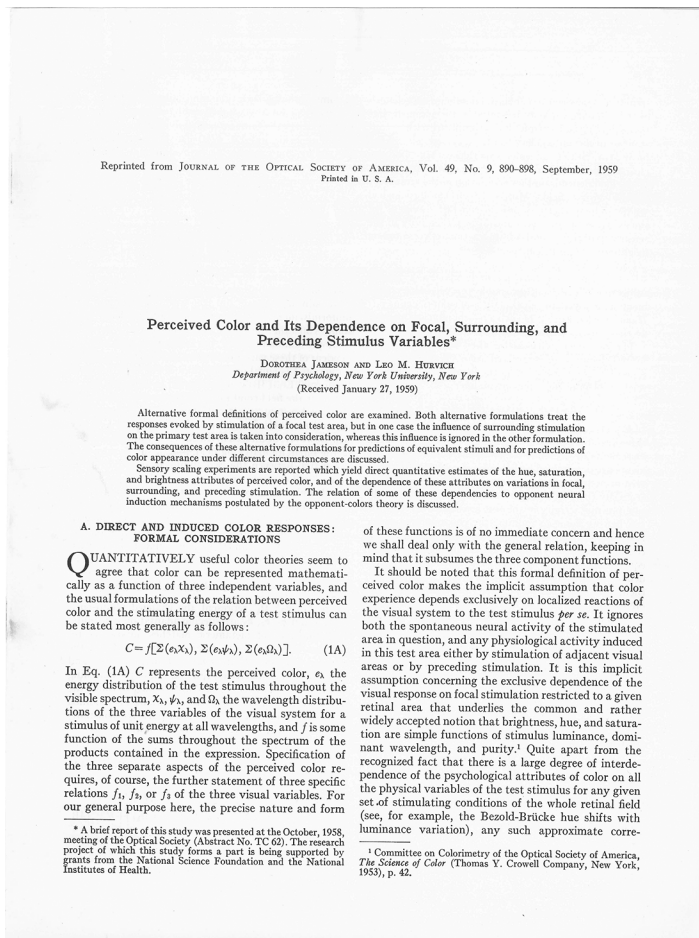 Reprinted from JOURNAL OF THE OPTICAL SOCIETY OF AMERICA, Vol. 49, No. 9, 890–898, September, 1959
Printed in U. S. A.
Perceived Color and Its Dependence on Focal, Surrounding, and
Preceding Stimulus Variables*
DOROTHEA JAMESON AND LEO M. HURVICH
Department of Psychology, New York University, New York
(Received January 27, 1959)
Alternative formal definitions of perceived color are examined. Both alternative formulations treat the
responses evoked by stimulation of a focal test area, but in one case the influence of surrounding stimulation
on the primary test area is taken into consideration, whereas this influence is ignored in the other formulation.
The consequences of these alternative formulations for predictions of equivalent stimuli and for predictions of
color appearance under different circumstances are discussed.
Sensory scaling experiments are reported which yield direct quantitative estimates of the hue, saturation,
and brightness attributes of perceived color, and of the dependence of these attributes on variations in focal,
surrounding, and preceding stimulation. The relation of some of these dependencies to opponent neural
induction mechanisms postulated by the opponent-colors theory is discussed.
A. DIRECT AND INDUCED COLOR RESPONSES:
FORMAL CONSIDERATIONS
QUANTITATIVELY useful color theories seem to
agree that color can be represented mathemati-
cally as a function of three independent variables, and
the usual formulations of the relation between perceived
color and the stimulating energy of a test stimulus can
be stated most generally as follows:
C=f[Σ(eλχλ), Σ(eλψλ), Σ(eλΩλ)]. (1A)
In Eq. (1A) C represents the perceived color, eλ the
energy distribution of the test stimulus throughout the
visible spectrum, χλ, ψλ, and Ωλ the wavelength distribu-
tions of the three variables of the visual system for a
stimulus of unit energy at all wavelengths, and f is some
function of the sums throughout the spectrum of the
products contained in the expression. Specification of
the three separate aspects of the perceived color re-
quires, of course, the further statement of three specific
relations f1, f2, or f3 of the three visual variables. For
our general purpose here, the precise nature and form
* A brief report of this study was presented at the October, 1958,
meeting of the Optical Society (Abstract No. TC 62). The research
project of which this study forms a part is being supported by
grants from the National Science Foundation and the National
Institutes of Health.
of these functions is of no immediate concern and hence
we shall deal only with the general relation, keeping in
mind that it subsumes the three component functions.
It should be noted that this formal definition of per-
ceived color makes the implicit assumption that color
experience depends exclusively on localized reactions of
the visual system to the test stimulus per se. It ignores
both the spontaneous neural activity of the stimulated
area in question, and any physiological activity induced
in this test area either by stimulation of adjacent visual
areas or by preceding stimulation. It is this implicit
assumption concerning the exclusive dependence of the
visual response on focal stimulation restricted to a given
retinal area that underlies the common and rather
widely accepted notion that brightness, hue, and satura-
tion are simple functions of stimulus luminance, domi-
nant wavelength, and purity.1 Quite apart from the
recognized fact that there is a large degree of interde-
pendence of the psychological attributes of color on all
the physical variables of the test stimulus for any given
set of stimulating conditions of the whole retinal field
(see, for example, the Bezold-Brücke hue shifts with
luminance variation), any such approximate corre-
1 Committee on Colorimetry of the Optical Society of America,
The Science of Color (Thomas Y. Crowell Company, New York,
1953), p. 42.